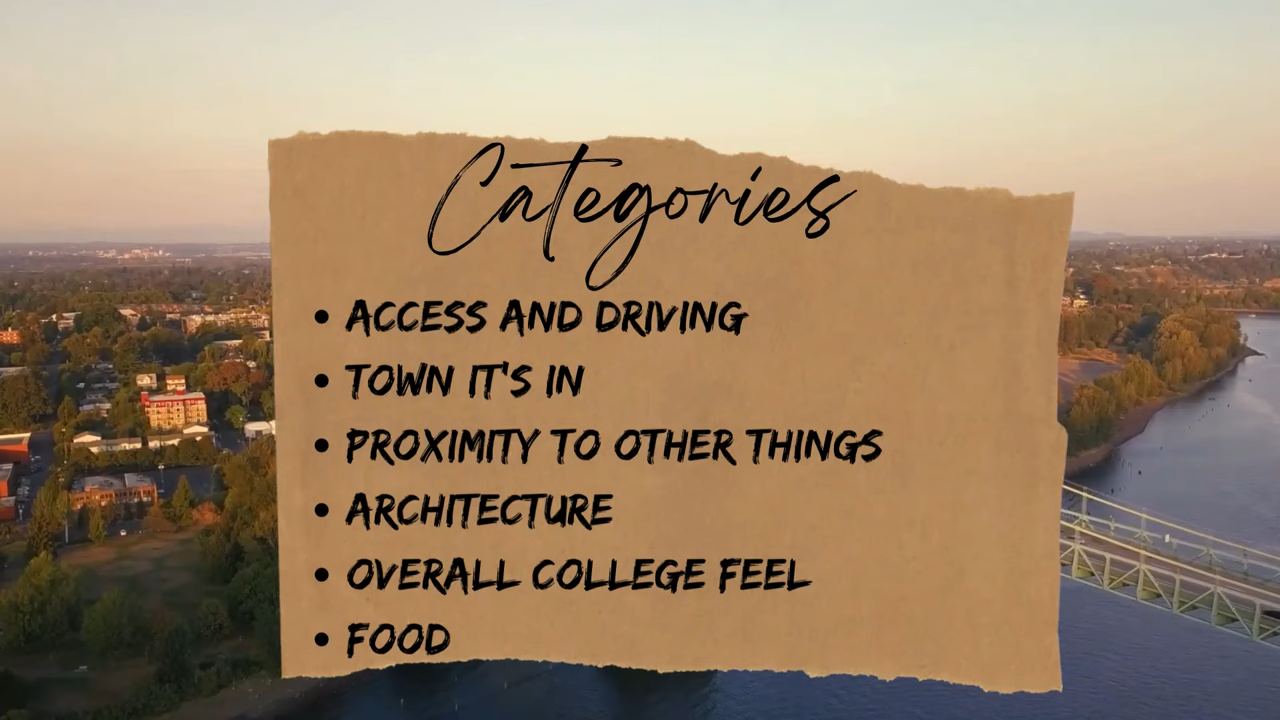 Categories
ACCESS AND DRIVING
TOWN IT'S IN
PROXIMITY TO OTHER THINGS
ARCHITECTURE
OVERALL COLLEGE FEEL
FOOD